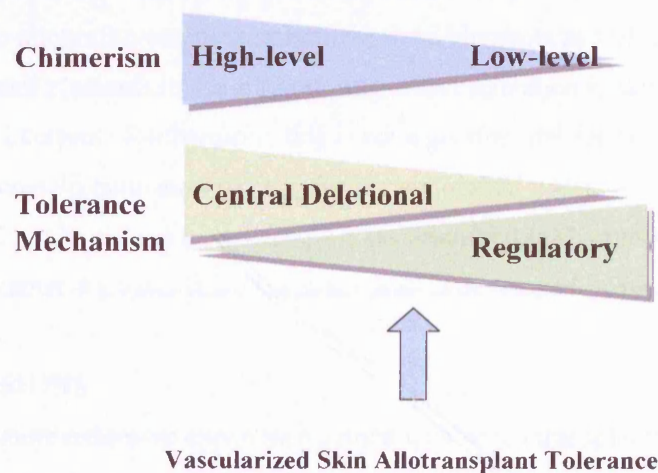 Chimerism High-level Low-level
Tolerance Mechanism Central Deletional
Regulatory
Vascularized Skin Allotransplant Tolerance